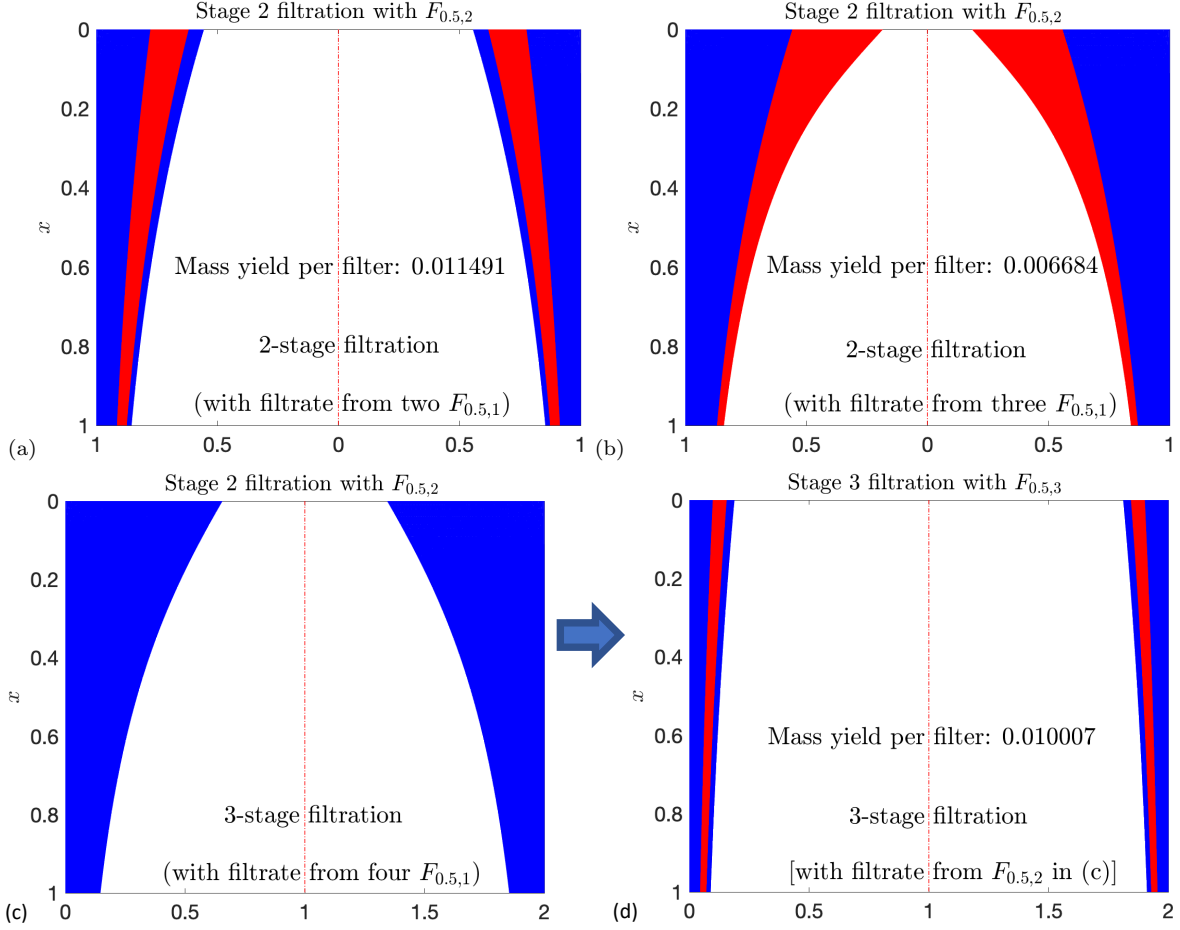 Stage 2 filtration with F0.5,2
0
0.2
0.4
x
0.6
0.8
1
Mass yield per filter: 0.011491
2-stage filtration
(with filtrate from two F0.5,1)
1 0.5 0 0.5 1
(a)
Stage 2 filtration with F0.5,2
0
0.2
0.4
x
0.6
0.8
1
Mass yield per filter: 0.006684
2-stage filtration
(with filtrate from three F0.5,1)
1 0.5 0 0.5 1
(b)
Stage 2 filtration with F0.5,2
0
0.2
0.4
x
0.6
0.8
1
3-stage filtration
(with filtrate from four F0.5,1)
0 0.5 1 1.5 2
(c)
Stage 3 filtration with F0.5,3
0
0.2
0.4
x
0.6
0.8
1
Mass yield per filter: 0.010007
3-stage filtration
[with filtrate from F0.5,2 in (c)]
0 0.5 1 1.5 2
(d)